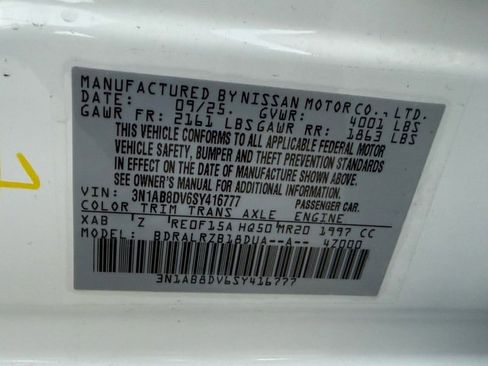 MANUFACTURED BY NISSAN MOTOR CO., LTD.
DATE: 09/25. GVWR: 4001 LBS
GAWR FR: 2161 LBS GAWR RR: 1863 LBS
THIS VEHICLE CONFORMS TO ALL APPLICABLE FEDERAL MOTOR
VEHICLE SAFETY, BUMPER AND THEFT PREVENTION STANDARDS
IN EFFECT ON THE DATE OF MANUFACTURE SHOWN ABOVE.
SEE OWNER'S MANUAL FOR ADDITIONAL INFORMATION.
VIN: 3N1AB8DV6SY416777 PASSENGER CAR.
COLOR TRIM TRANS AXLE ENGINE
XAB Z RE0F15A HQ50 MR20 1997 CC
MODEL: BDRALRZB18DUA--A-- 4Z000
3N1AB8DV6SY416777